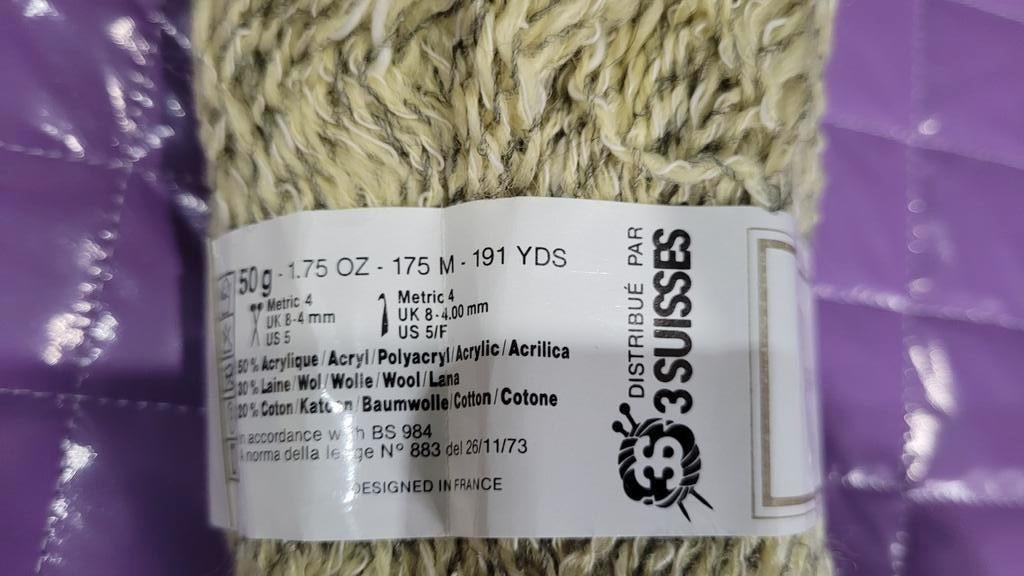 50g - 1.75 OZ - 175 M - 191 YDS
Metric 4
UK 8-4 mm
US 5
Metric 4
UK 8-4.00 mm
US 5/F
50% Acrylique/Acryl/Polyacryl/Acrylic/Acrilica
30% Laine/Wol/Wolle/Wool/Lana
20% Coton/Katoen/Baumwolle/Cotton/Cotone
in accordance with BS 984
A norma della legge N° 883 del 26/11/73
DESIGNED IN FRANCE
DISTRIBUÉ PAR
3 SUISSES
3S